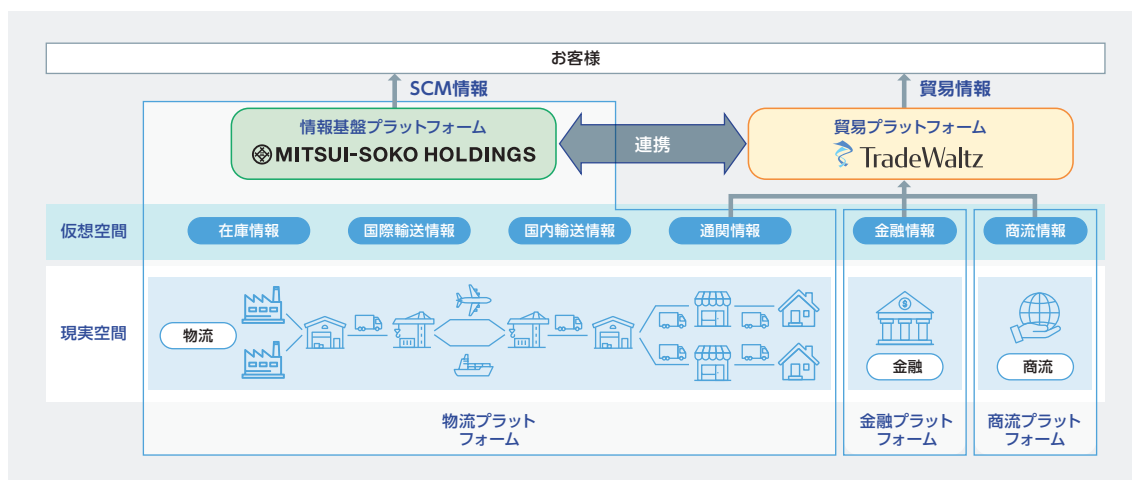 お客様
SCM情報
貿易情報
情報基盤プラットフォーム
MITSUI-SOKO HOLDINGS
連携
貿易プラットフォーム
TradeWaltz
仮想空間
在庫情報
国際輸送情報
国内輸送情報
通関情報
金融情報
商流情報
現実空間
物流
$
金融
商流
物流プラット
フォーム
金融プラット
フォーム
商流プラット
フォーム